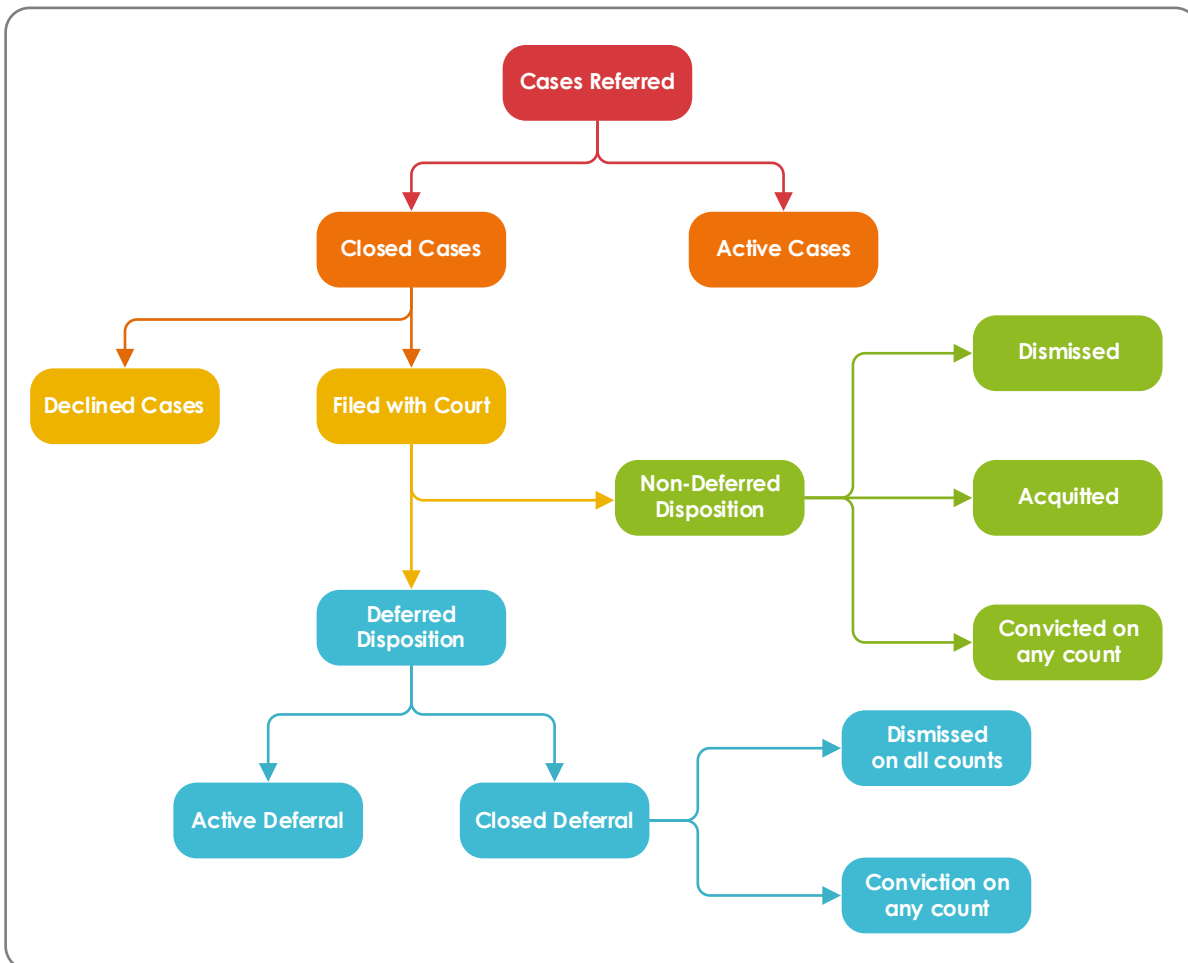 Cases Referred
Closed Cases
Active Cases
Dismissed
Declined Cases
Filed with Court
Non-Deferred
Disposition
Acquitted
Deferred
Disposition
Convicted on
any count
Dismissed
on all counts
Active Deferral
Closed Deferral
Conviction on
any count